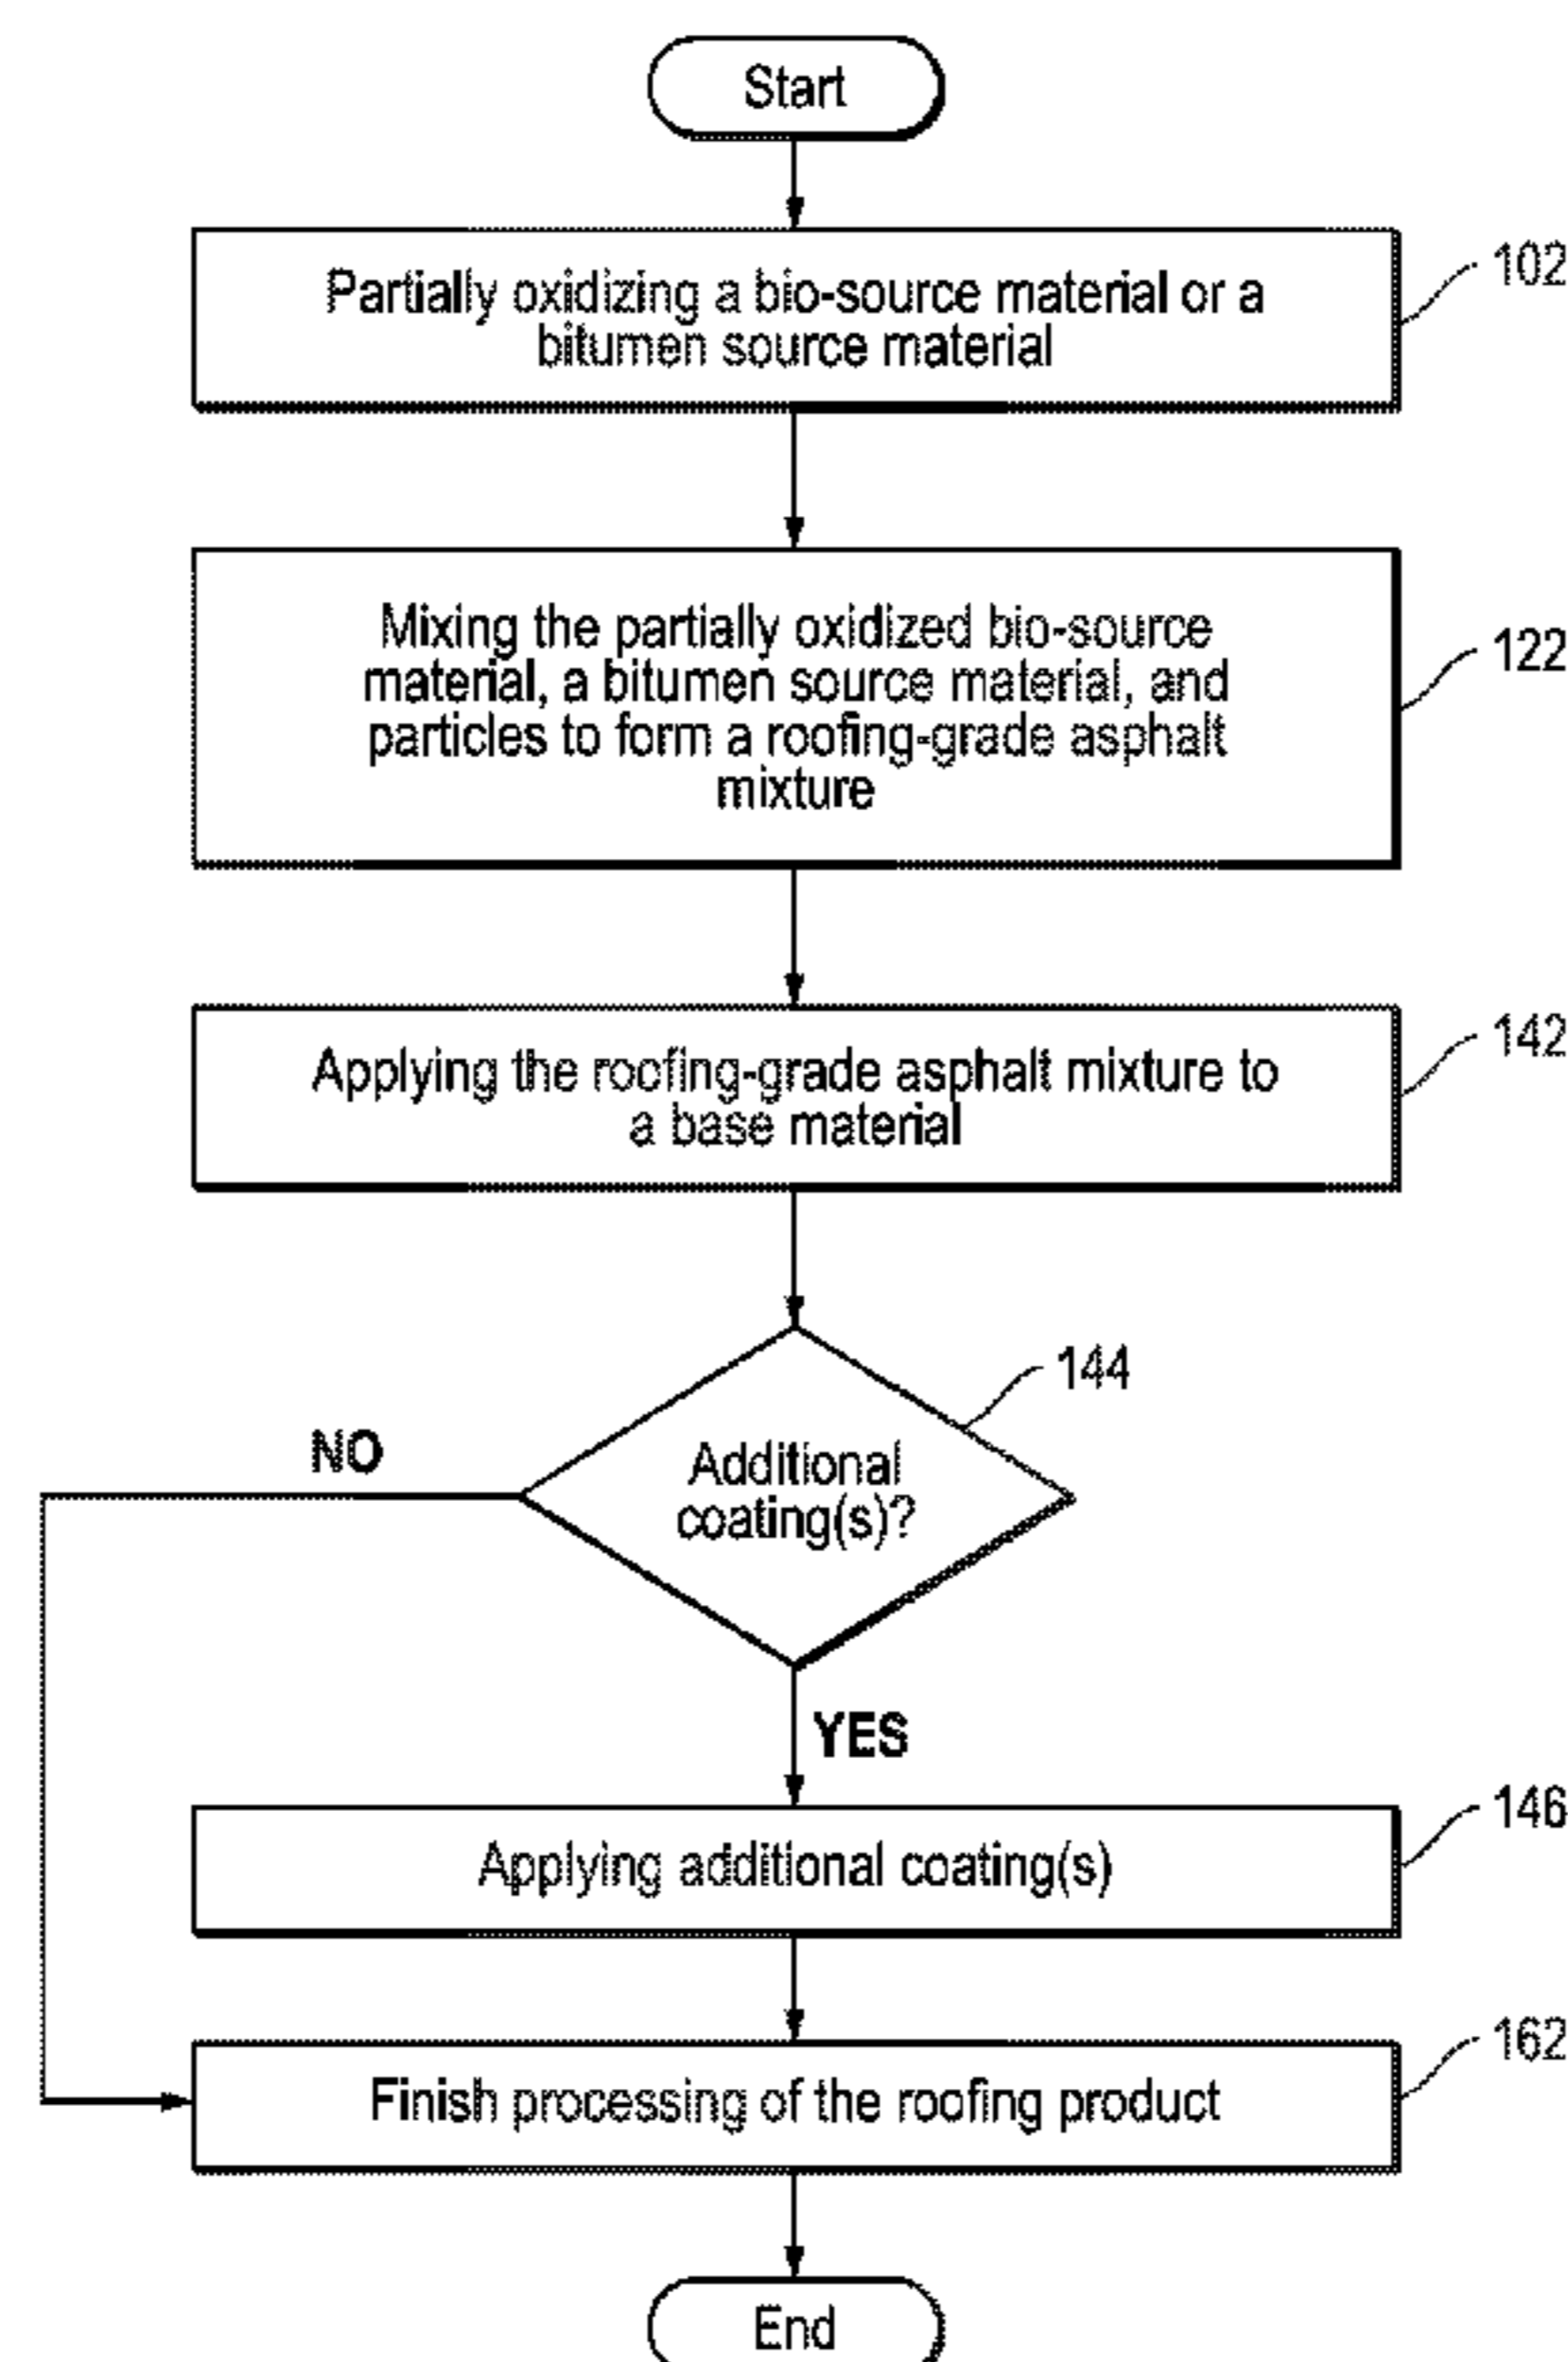 Start
Partially oxidizing a bio-source material or a
bitumen source material
102
Mixing the partially oxidized bio-source
material, a bitumen source material, and
particles to form a roofing-grade asphalt
mixture
122
Applying the roofing-grade asphalt mixture to
a base material
142
144
Additional
coating(s)?
NO
YES
Applying additional coating(s)
146
Finish processing of the roofing product
162
End